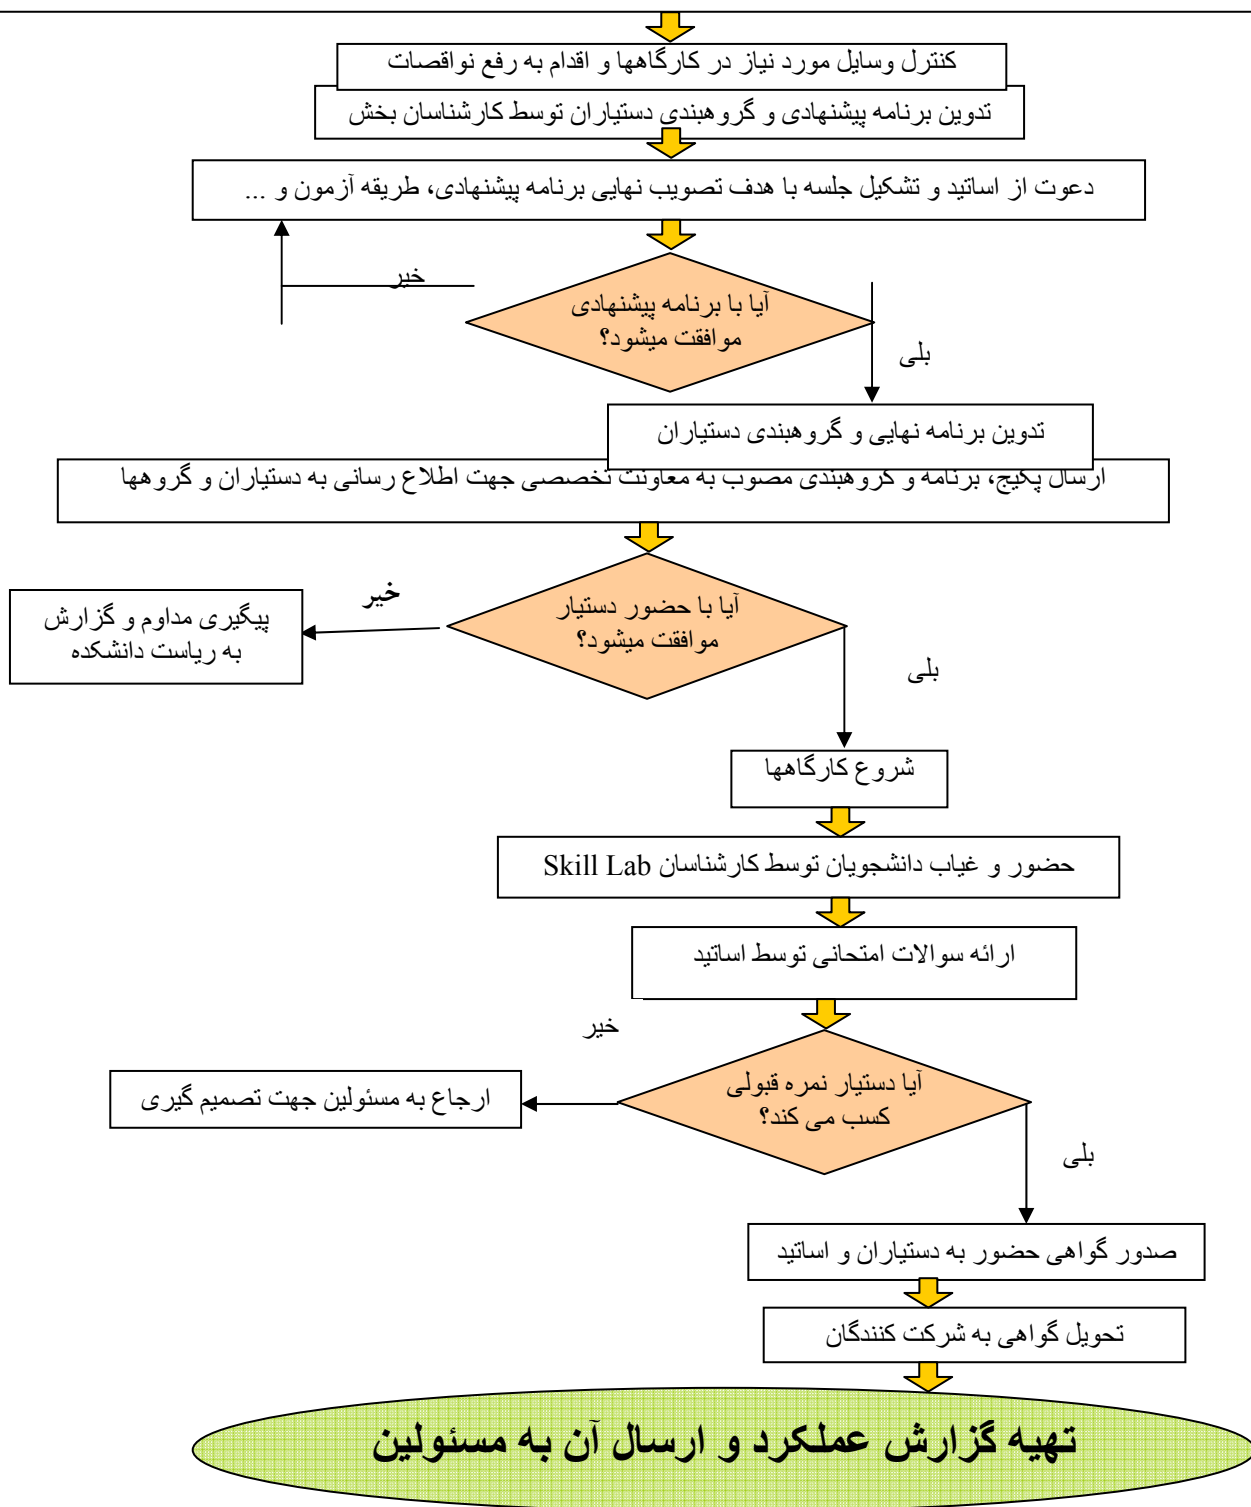 کنترل وسایل مورد نیاز در کارگاهها و اقدام به رفع نواقصات
تدوین برنامه پیشنهادی و گروهبندی دستیاران توسط کارشناسان بخش
دعوت از اساتید و تشکیل جلسه با هدف تصویب نهایی برنامه پیشنهادی، طریقه آزمون و ...
خیر
آیا با برنامه پیشنهادی
موافقت میشود؟
بلی
تدوین برنامه نهایی و گروهبندی دستیاران
ارسال پکیج، برنامه و گروهبندی مصوب به معاونت تخصصی جهت اطلاع رسانی به دستیاران و گروهها
آیا با حضور دستیار
موافقت میشود؟
خیر
پیگیری مداوم و گزارش
به ریاست دانشکده
بلی
شروع کارگاهها
حضور و غیاب دانشجویان توسط کارشناسان Skill Lab
ارائه سوالات امتحانی توسط اساتید
خیر
آیا دستیار نمره قبولی
کسب می کند؟
ارجاع به مسئولین جهت تصمیم گیری
بلی
صدور گواهی حضور به دستیاران و اساتید
تحویل گواهی به شرکت کنندگان
تهیه گزارش عملکرد و ارسال آن به مسئولین